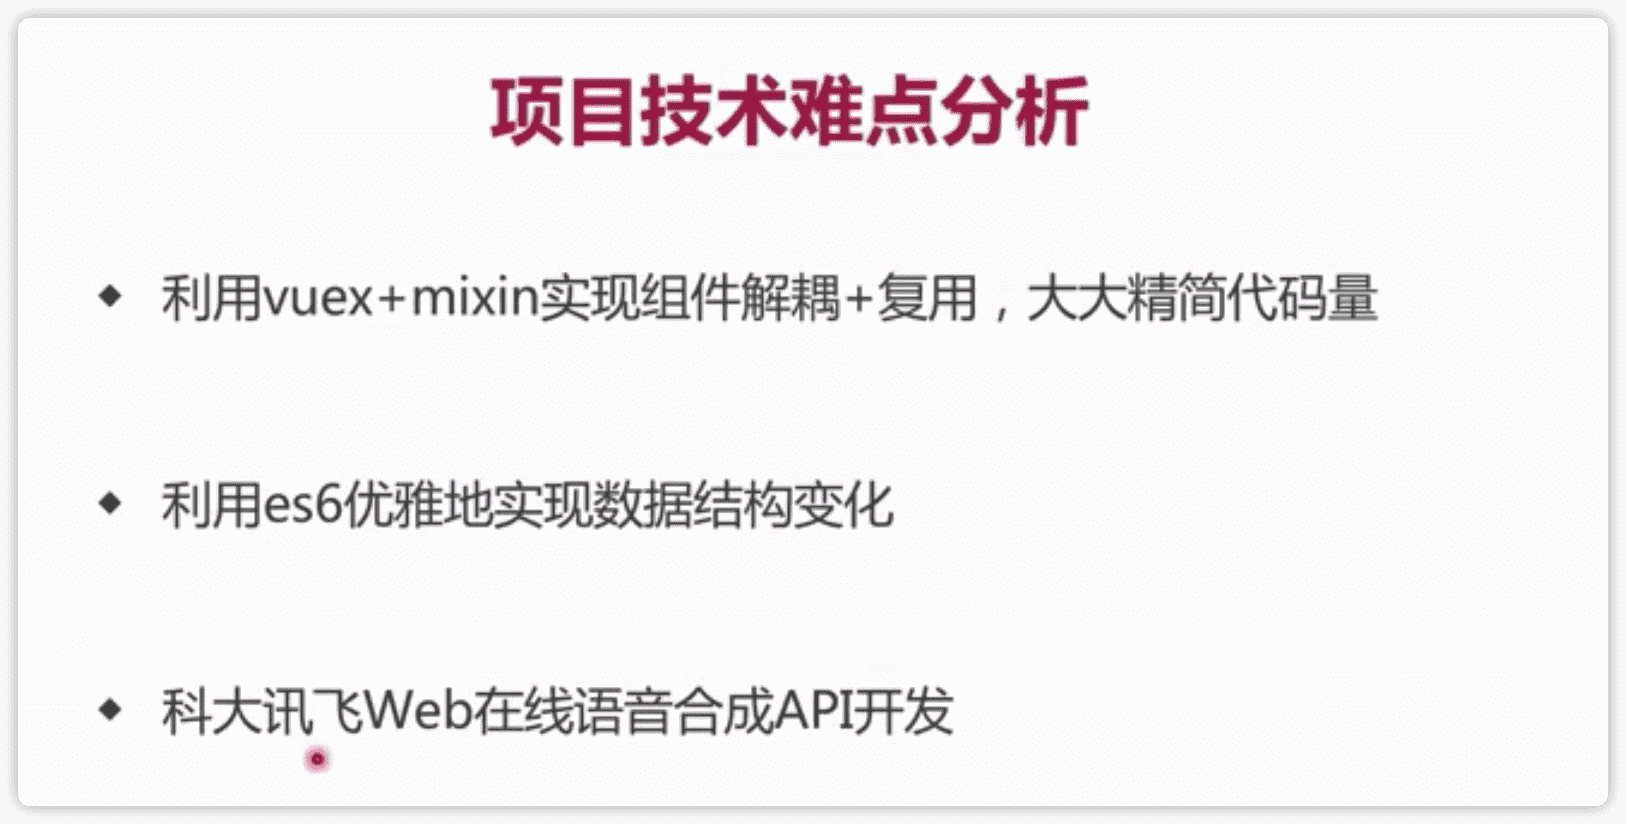 项目技术难点分析
利用vuex+mixin实现组件解耦+复用，大大精简代码量
利用es6优雅地实现数据结构变化
科大讯飞Web在线语音合成API开发